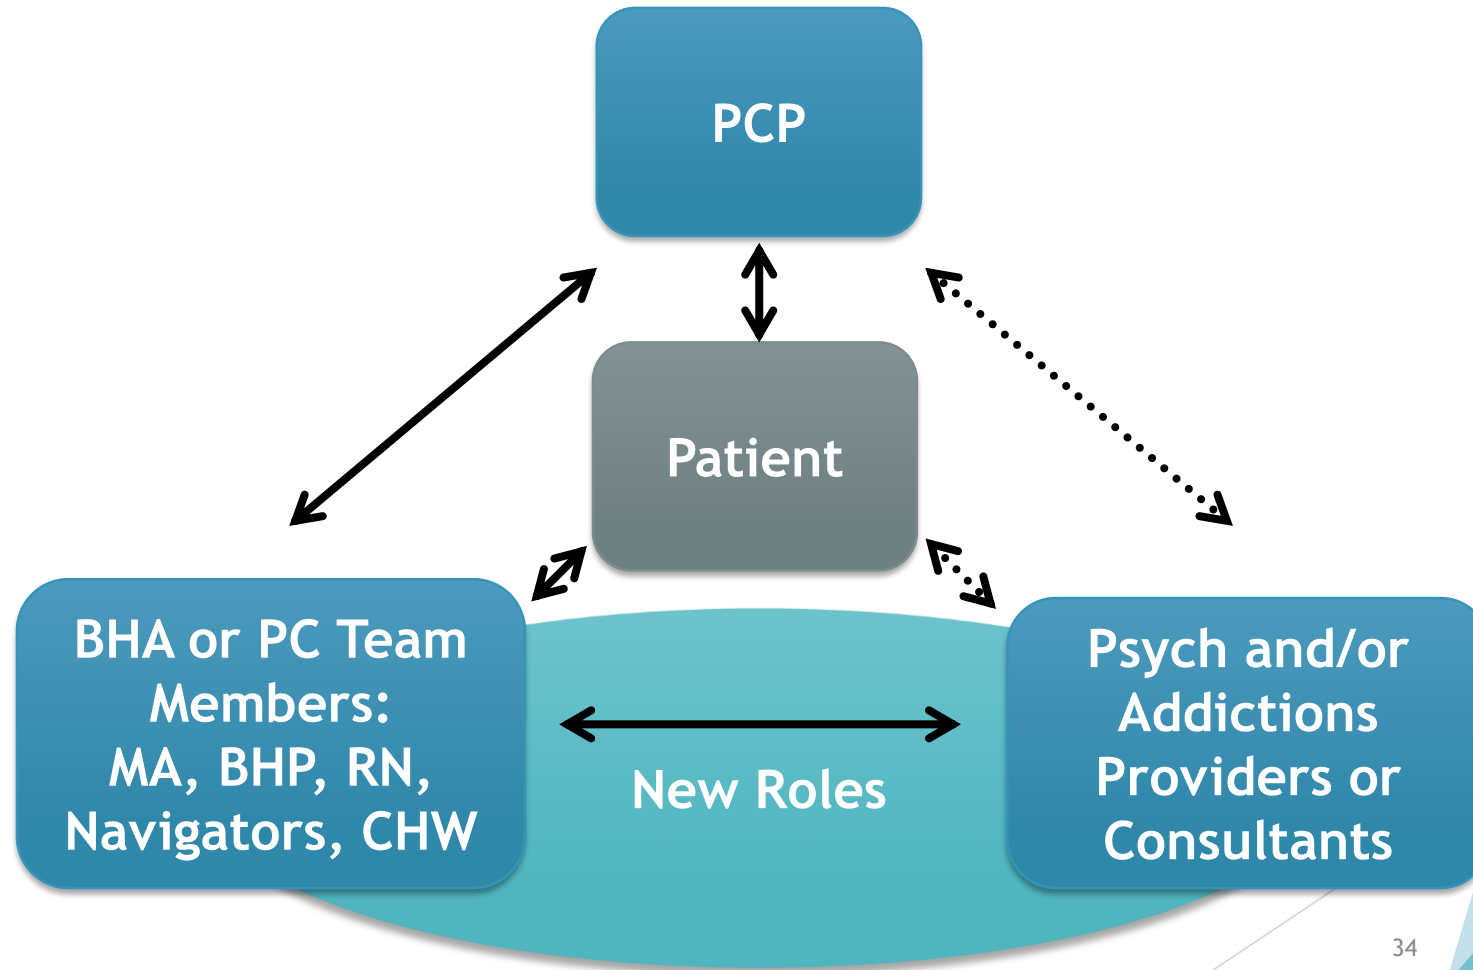 PCP
Patient
BHA or PC Team
Members:
MA, BHP, RN,
Navigators, CHW
New Roles
Psych and/or
Addictions
Providers or
Consultants
34